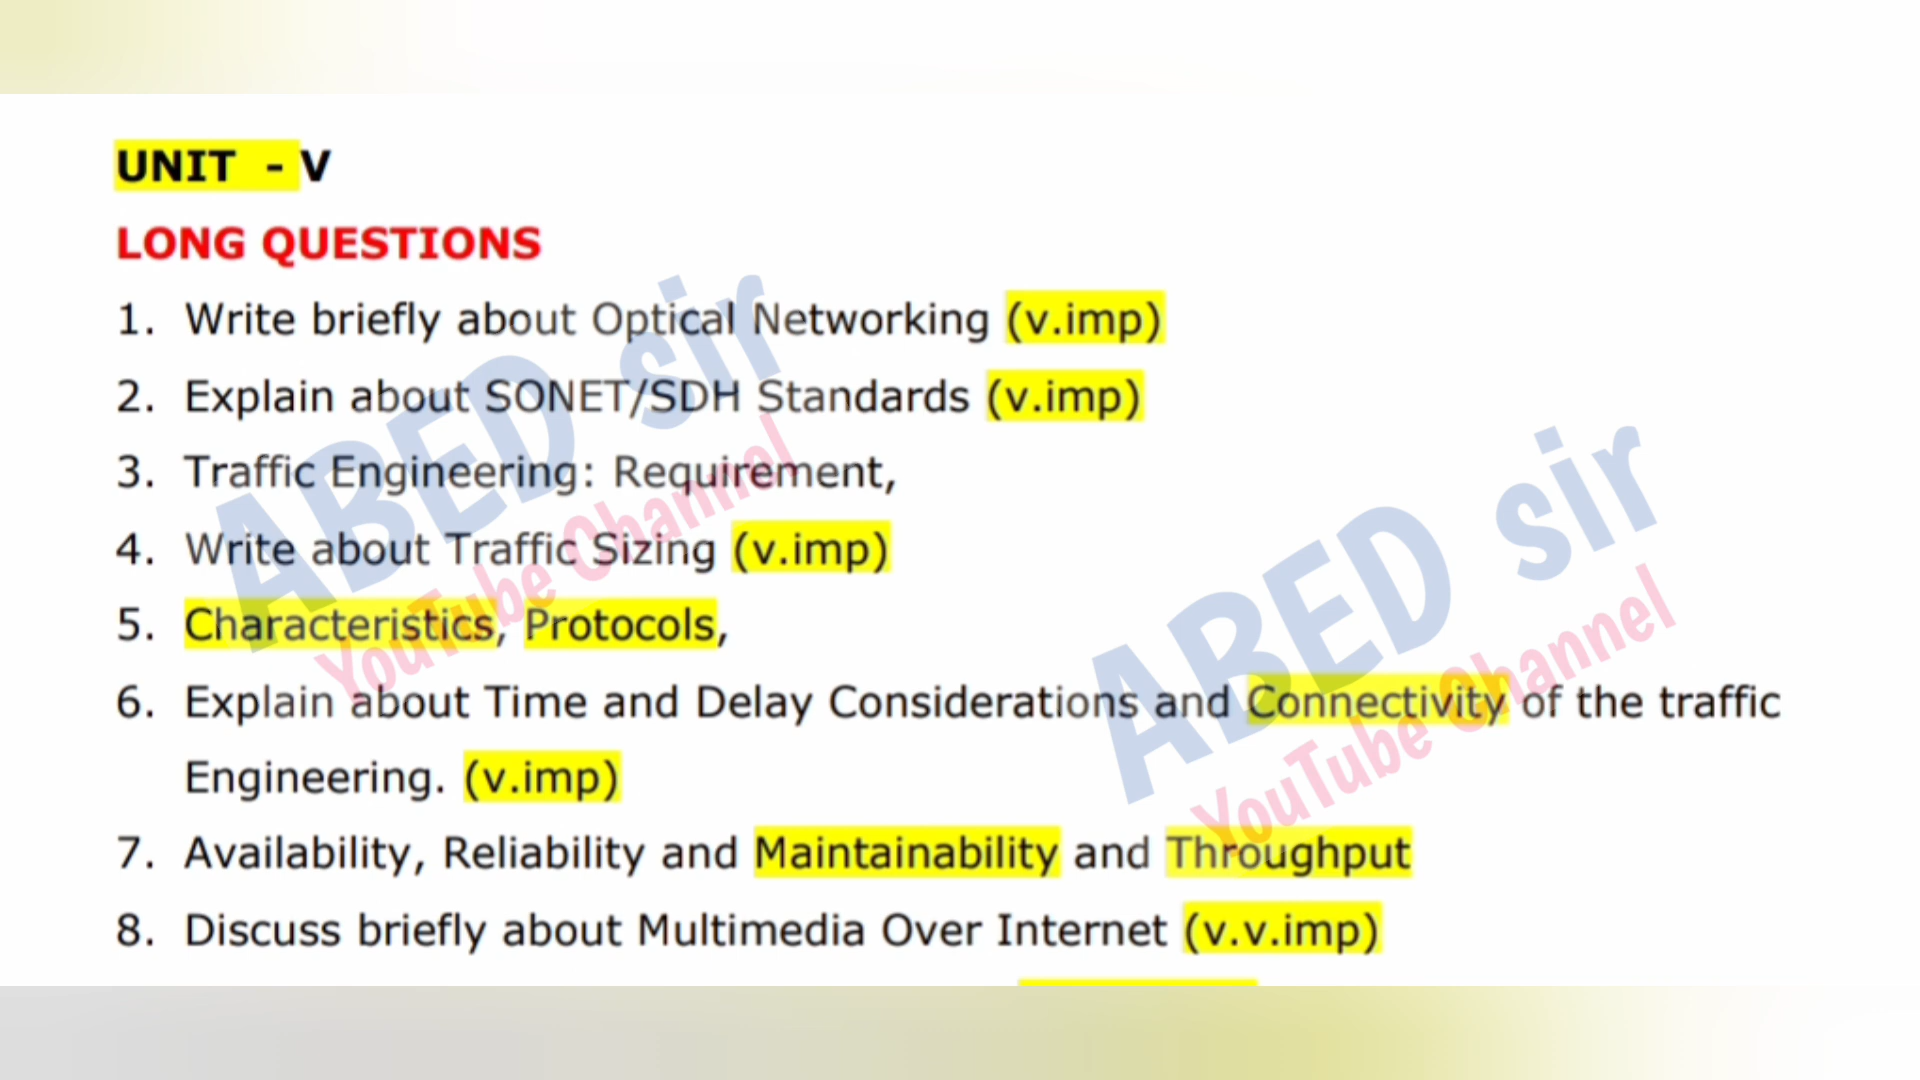 UNIT - V
LONG QUESTIONS
1. Write briefly about Optical Networking (v.imp)
2. Explain about SONET/SDH Standards (v.imp)
3. Traffic Engineering: Requirement,
4. Write about Traffic Sizing (v.imp)
5. Characteristics, Protocols,
6. Explain about Time and Delay Considerations and Connectivity of the traffic
Engineering. (v.imp)
7. Availability, Reliability and Maintainability and Throughput
8. Discuss briefly about Multimedia Over Internet (v.v.imp)
ABED sir
YouTube Channel
ABED sir
YouTube Channel